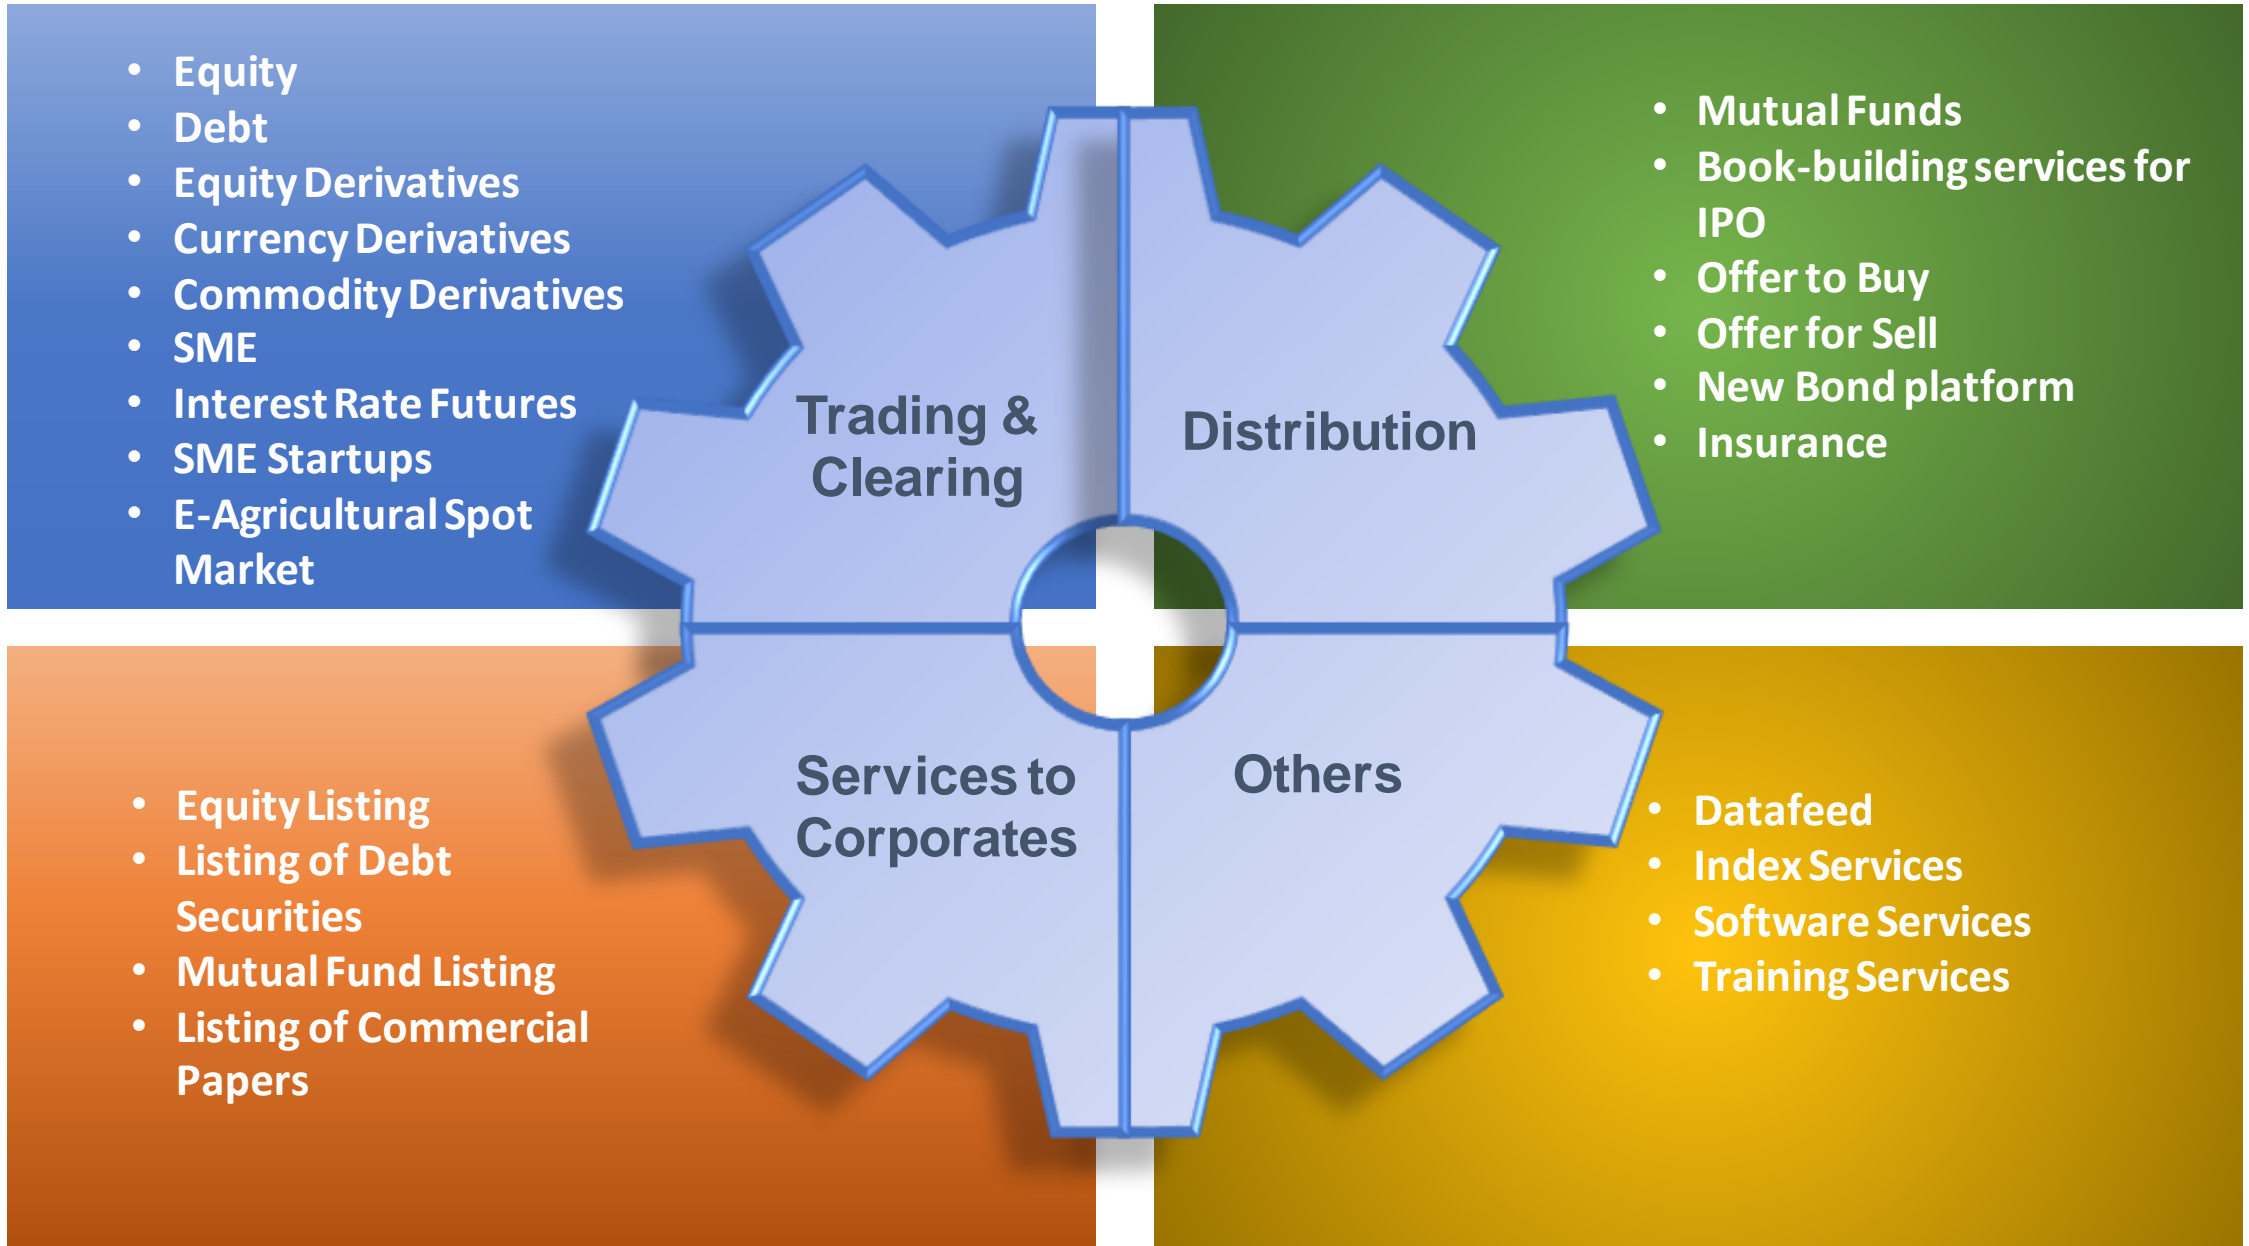 • Equity
• Debt
• Equity Derivatives
• Currency Derivatives
• Commodity Derivatives
• SME
• Interest Rate Futures
• SME Startups
• E-Agricultural Spot
Market
Trading &
Clearing
• Mutual Funds
• Book-building services for
IPO
• Offer to Buy
• Offer for Sell
• New Bond platform
• Insurance
Distribution
• Equity Listing
• Listing of Debt
Securities
• Mutual Fund Listing
• Listing of Commercial
Papers
Services to
Corporates
Others
• Datafeed
• Index Services
• Software Services
• Training Services